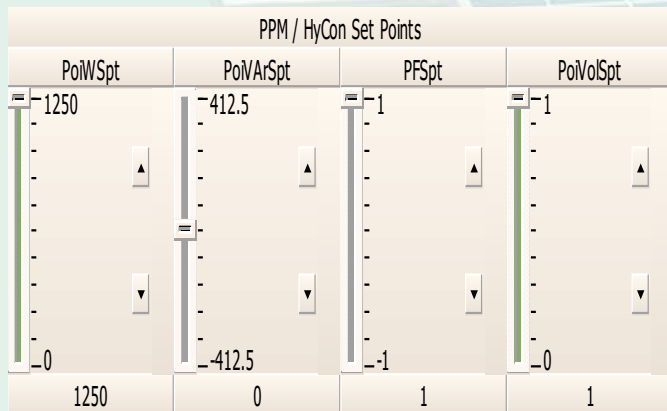 PPM / HyCon Set Points
PoiWSpt PoiVArSpt PFSpt PoiVolSpt
1250 412.5 1 1
0 -412.5 -1 0
1250 0 1 1